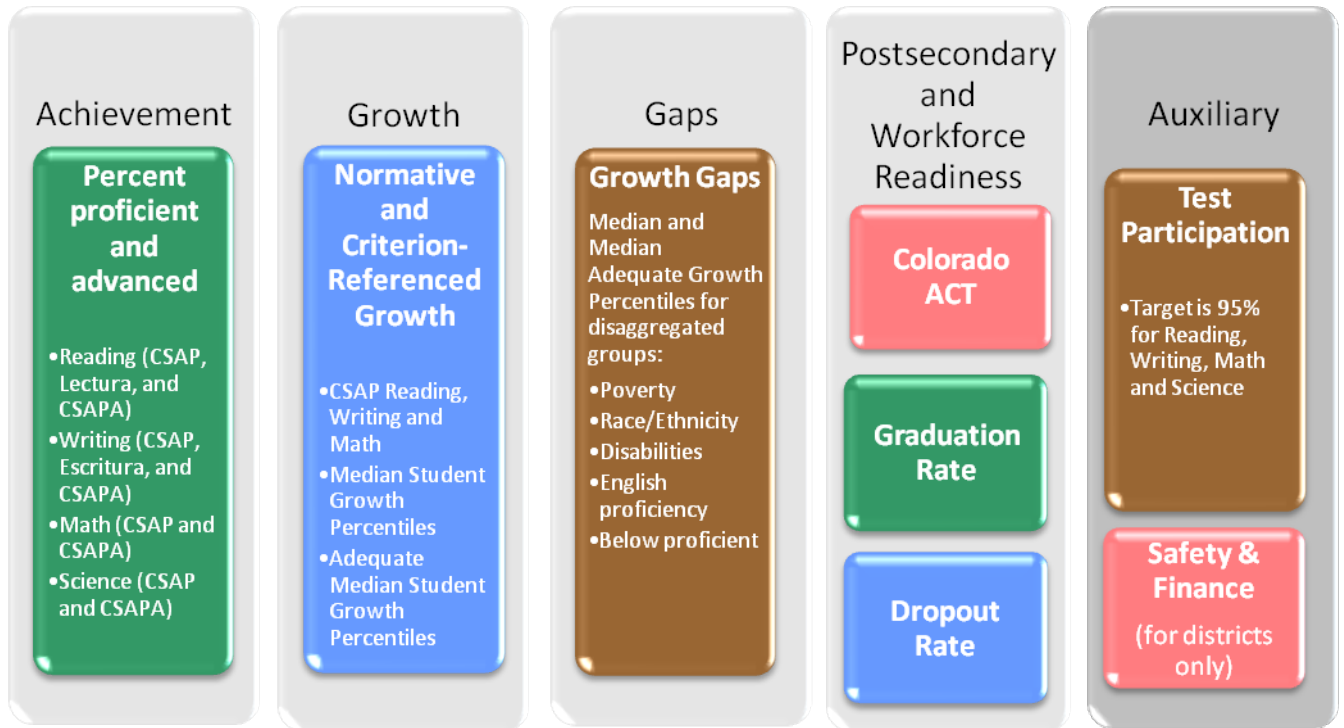 Achievement
Percent
proficient
and
advanced
•Reading (CSAP,
Lectura, and
CSAPA)
•Writing (CSAP,
Escritura, and
CSAPA)
•Math (CSAP and
CSAPA)
•Science (CSAP
and CSAPA)
Growth
Normative
and
Criterion-
Referenced
Growth
•CSAP Reading,
Writing and
Math
•Median Student
Growth
Percentiles
•Adequate
Median Student
Growth
Percentiles
Gaps
Growth Gaps
Median and
Median
Adequate Growth
Percentiles for
disaggregated
groups:
•Poverty
•Race/Ethnicity
•Disabilities
•English
proficiency
•Below proficient
Postsecondary
and
Workforce
Readiness
Colorado
ACT
Graduation
Rate
Dropout
Rate
Auxiliary
Test
Participation
•Target is 95%
for Reading,
Writing, Math
and Science
Safety &
Finance
(for districts
only)